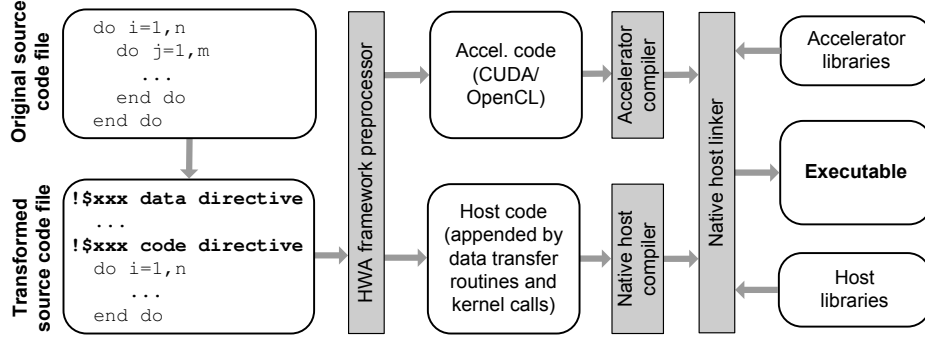 Original source
code file
do i=1,n
do j=1,m
...
end do
end do
Transformed
source code file
!$xxx data directive
...
!$xxx code directive
do i=1,n
...
end do
HWA framework preprocessor
Accel. code
(CUDA/
OpenCL)
Host code
(appended by
data transfer
routines and
kernel calls)
Accelerator
compiler
Native host
compiler
Native host linker
Accelerator
libraries
Executable
Host
libraries